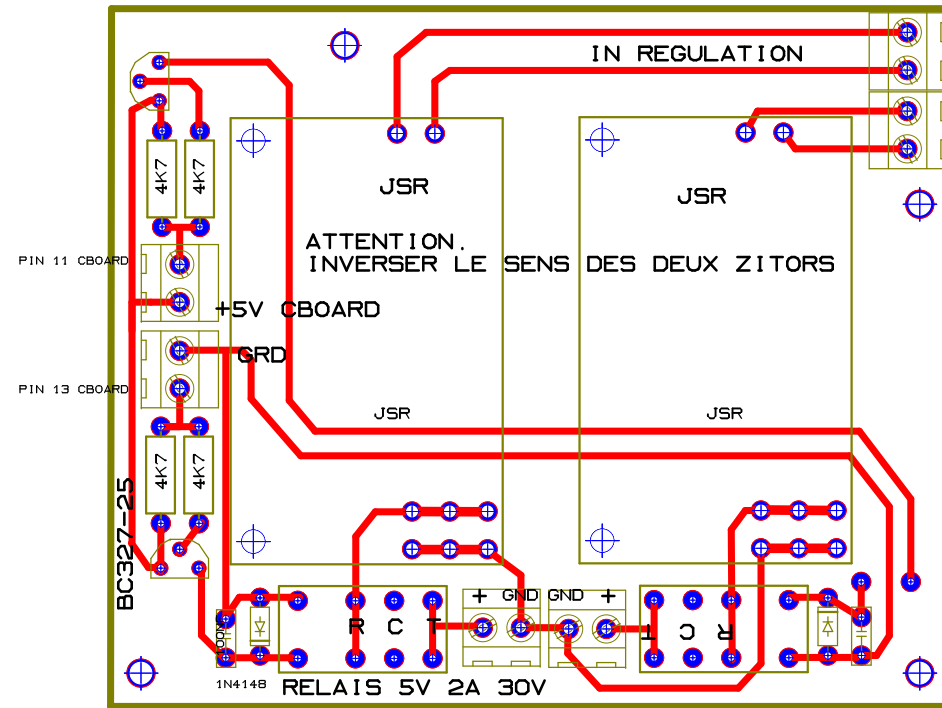 IN REGULATION
4K7
4K7
JSR
JSR
ATTENTION.
INVERSER LE SENS DES DEUX ZITORS
PIN 11 CBOARD
+5V CBOARD
GRD
PIN 13 CBOARD
JSR
JSR
4K7
4K7
BC327-25
+ GND GND +
R C T
T C R
100N
1N4148
RELAIS 5V 2A 30V